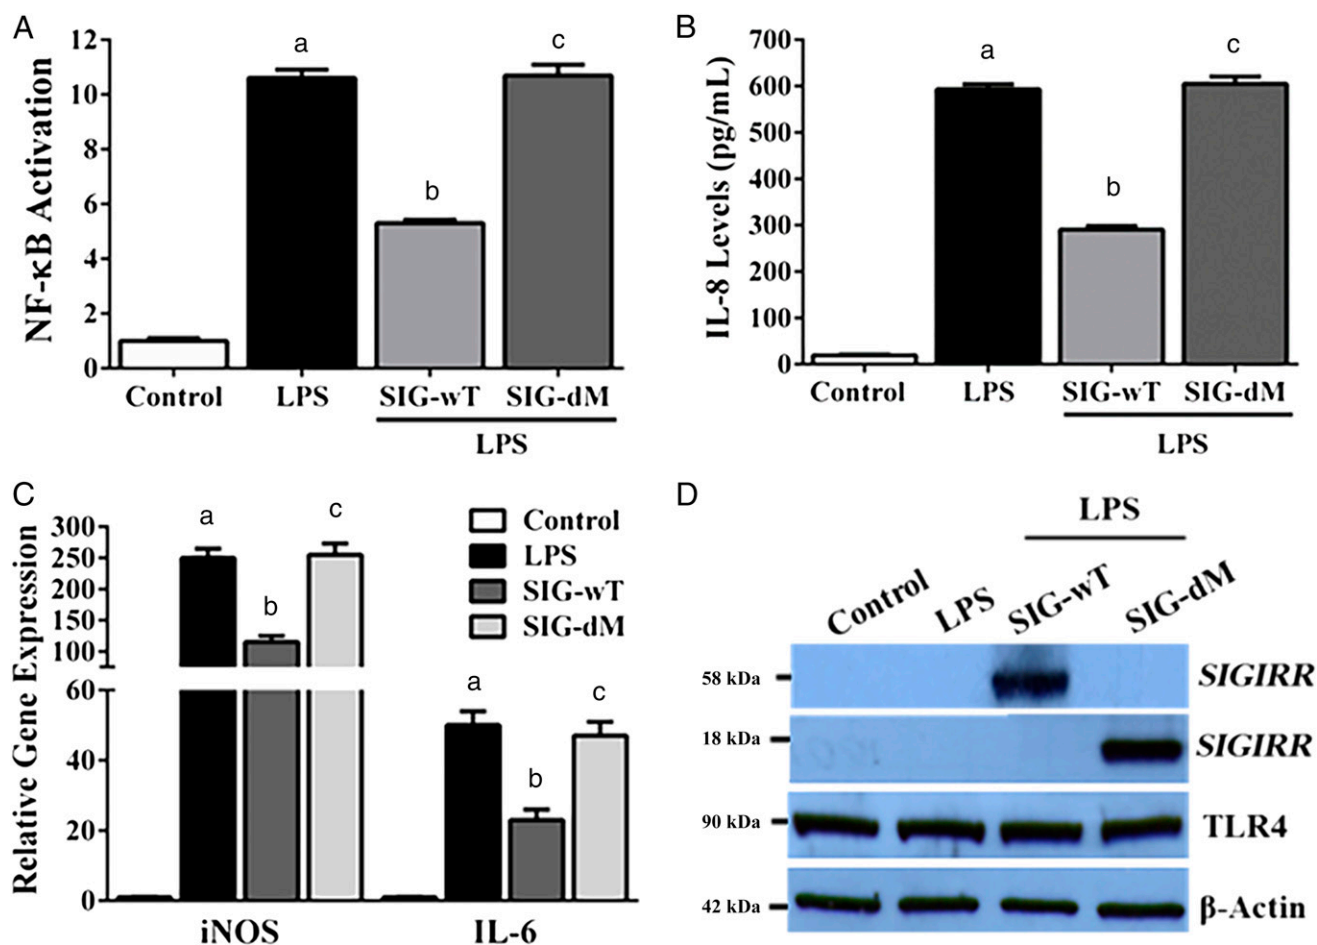 A
NF-κB Activation
12
10
8
6
4
2
0
a
b
c
Control LPS SIG-wT SIG-dM
LPS
B
IL-8 Levels (pg/mL)
700
600
500
400
300
200
100
0
a
b
c
Control LPS SIG-wT SIG-dM
LPS
C
Relative Gene Expression
300
250
200
150
100
60
40
20
0
a
b
c
a
b
c
iNOS IL-6
Control
LPS
SIG-wT
SIG-dM
D
LPS
Control LPS SIG-wT SIG-dM
58 kDa SIGIRR
18 kDa SIGIRR
90 kDa TLR4
42 kDa β-Actin